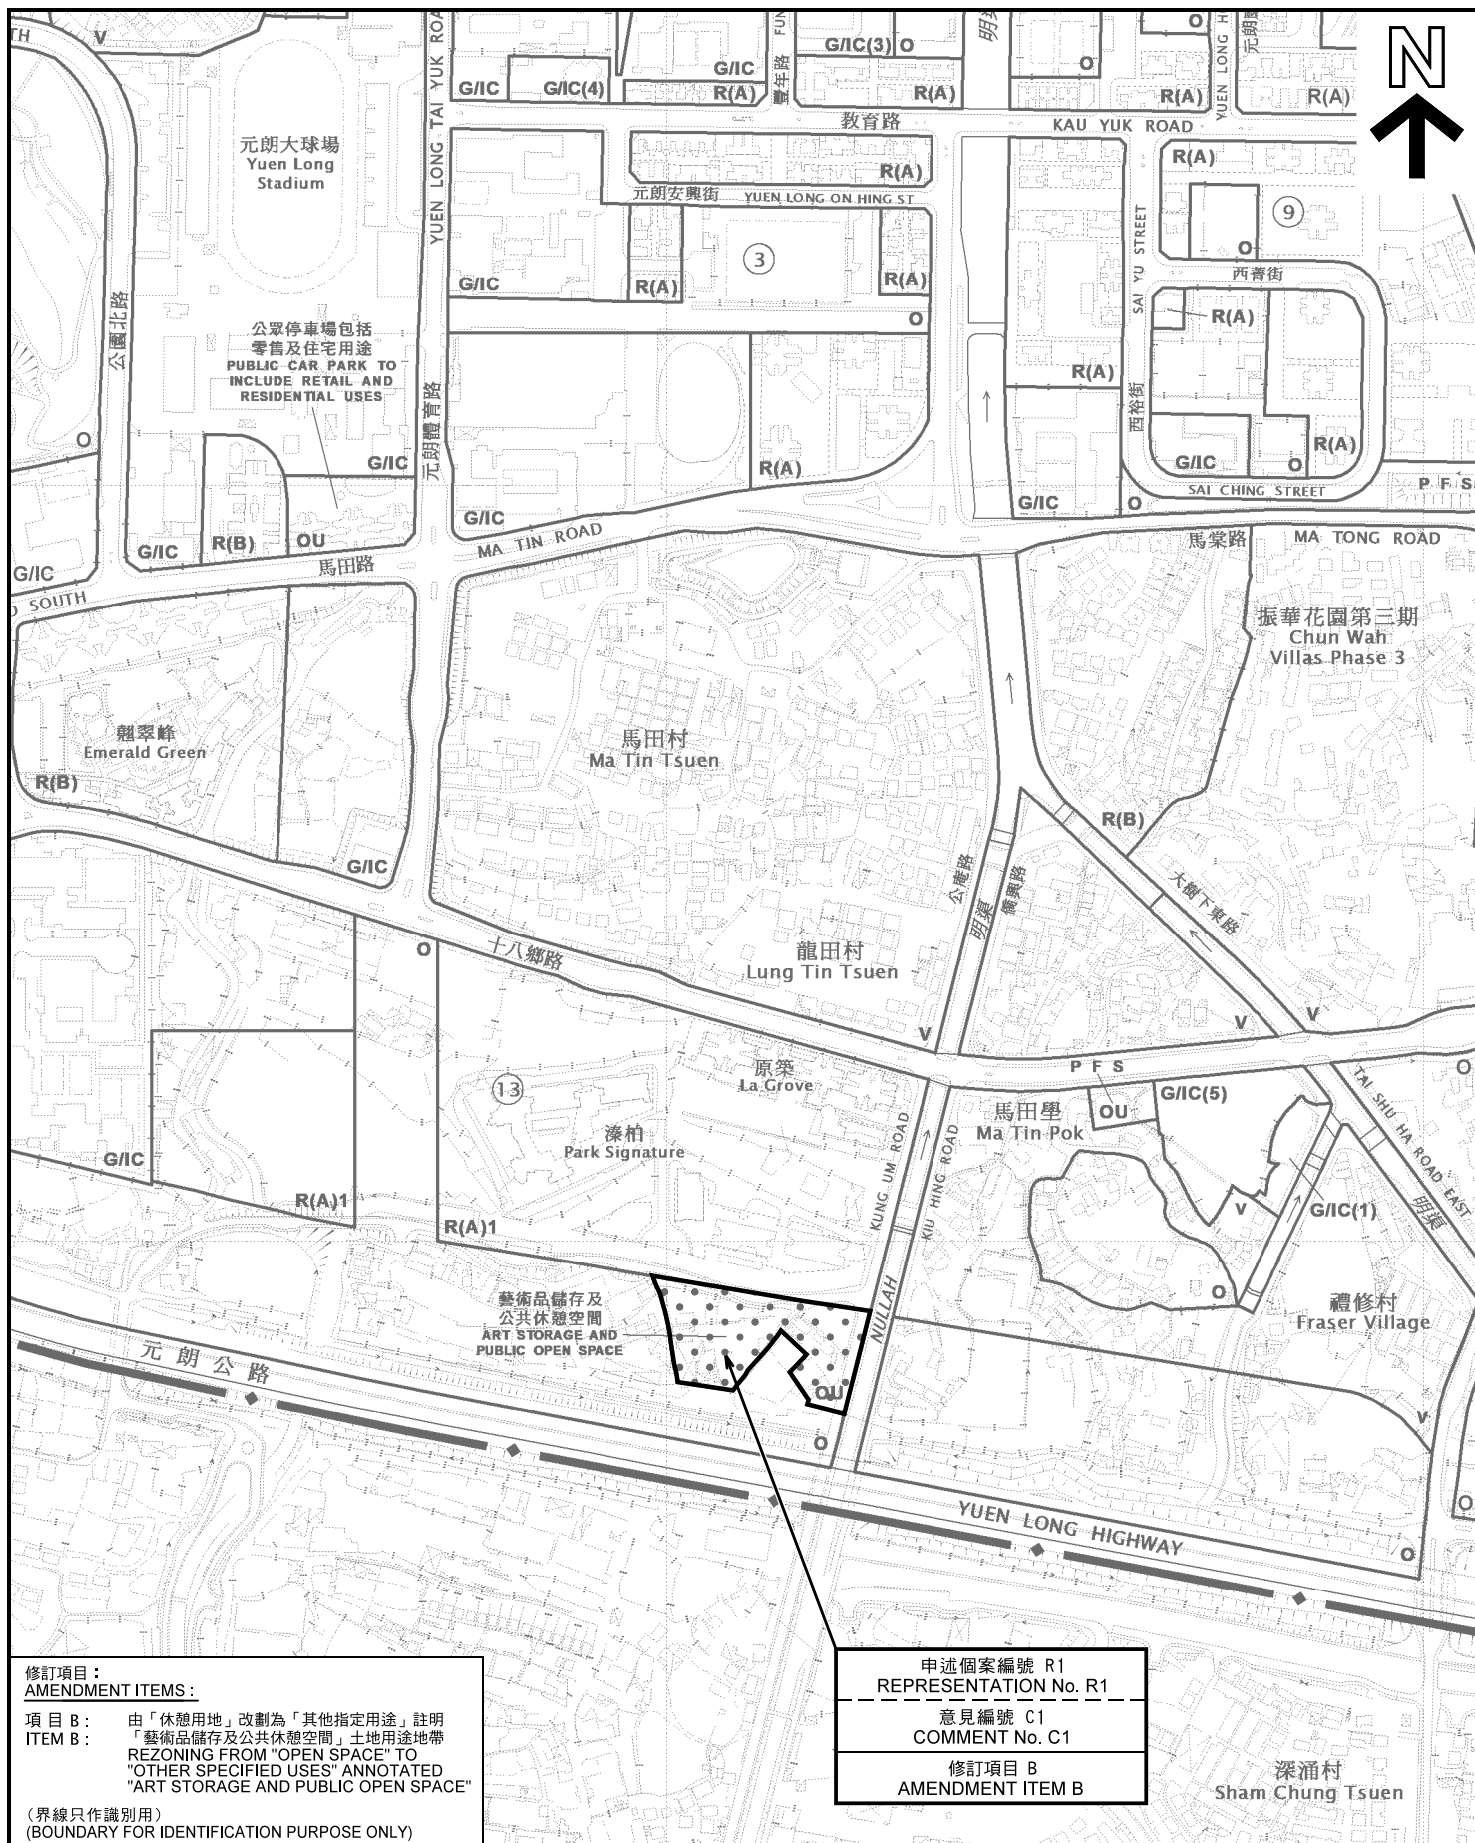 TH
V
G/IC
G/IC(4)
G/IC
R(A)
豐年路
FUN
G/IC(3)
O
R(A)
明渠
O
O
R(A)
YUEN LONG H
元朗
R(A)
N
YUEN LONG TAI YUK ROA
教育路
KAU YUK ROAD
元朗大球場
Yuen Long
Stadium
R(A)
元朗安興街
YUEN LONG ON HING ST
R(A)
9
O
3
G/IC
R(A)
R(A)
O
SAI YU STREET
西菁街
R(A)
公園北路
公眾停車場包括
零售及住宅用途
PUBLIC CAR PARK TO
INCLUDE RETAIL AND
RESIDENTIAL USES
元朗體育路
R(A)
西裕街
R(A)
O
G/IC
R(A)
G/IC
O
SAI CHING STREET
P F S
G/IC
G/IC
O
G/IC
R(B)
OU
MA TIN ROAD
馬田路
馬棠路
MA TONG ROAD
G/IC
D SOUTH
振華花園第三期
Chun Wah
Villas Phase 3
翹翠峰
Emerald Green
R(B)
馬田村
Ma Tin Tsuen
R(B)
G/IC
公庵路
明渠
僑興路
大樹下東路
O
十八鄉路
龍田村
Lung Tin Tsuen
V
V
V
原築
La Grove
P F S
O
13
馬田壆
Ma Tin Pok
OU
G/IC(5)
TAI SHU HA ROAD EAST
明渠
溱柏
Park Signature
G/IC
R(A)1
R(A)1
KUNG UM ROAD
KIU HING ROAD
V
G/IC(1)
O
禮修村
Fraser Village
藝術品儲存及
公共休憩空間
ART STORAGE AND
PUBLIC OPEN SPACE
NULLAH
OU
元朗公路
O
V
YUEN LONG HIGHWAY
O
O
修訂項目：
AMENDMENT ITEMS :
項目 B :
由「休憩用地」改劃為「其他指定用途」註明
ITEM B :
「藝術品儲存及公共休憩空間」土地用途地帶
REZONING FROM "OPEN SPACE" TO
"OTHER SPECIFIED USES" ANNOTATED
"ART STORAGE AND PUBLIC OPEN SPACE"
(界線只作識別用)
(BOUNDARY FOR IDENTIFICATION PURPOSE ONLY)
申述個案編號 R1
REPRESENTATION No. R1
意見編號 C1
COMMENT No. C1
修訂項目 B
AMENDMENT ITEM B
深涌村
Sham Chung Tsuen